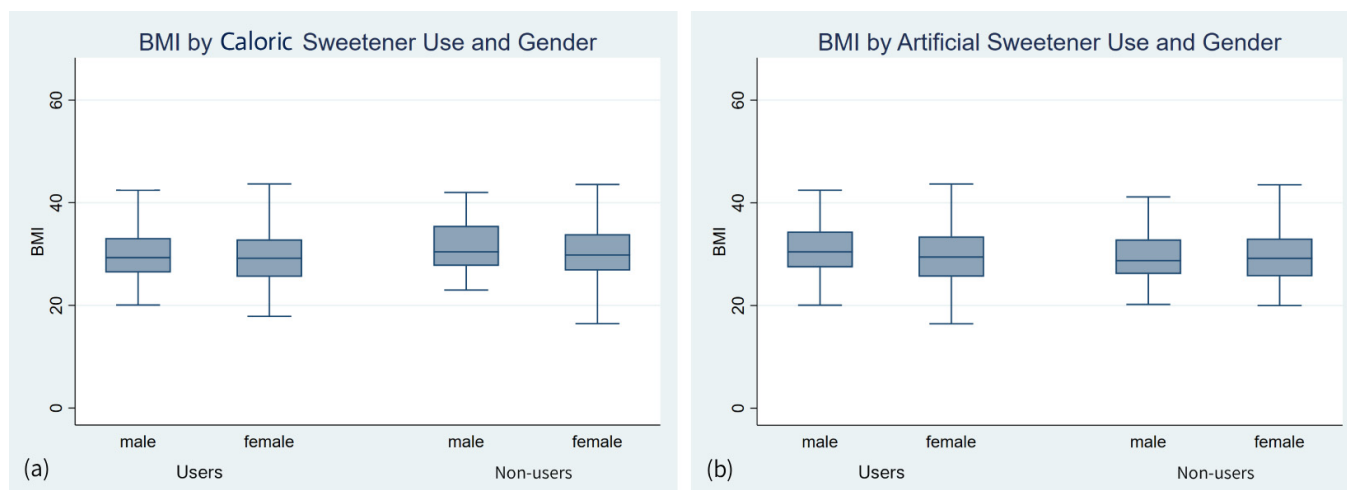 BMI by Caloric Sweetener Use and Gender
60
40
20
0
BMI
male female male female
(a) Users Non-users
BMI by Artificial Sweetener Use and Gender
60
40
20
0
BMI
male female male female
(b) Users Non-users